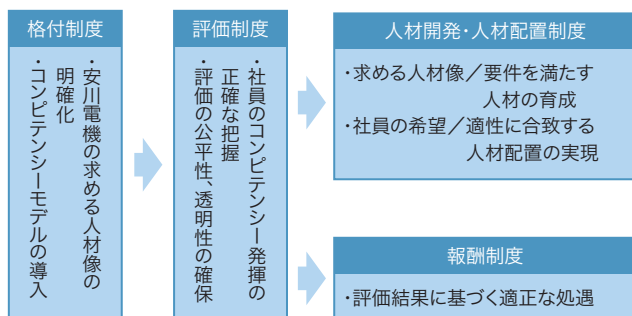 格付制度
・安川電機の求める人材像の
明確化
・コンピテンシーモデルの導入
評価制度
・社員のコンピテンシー発揮の
正確な把握
・評価の公平性、透明性の確保
人材開発・人材配置制度
・求める人材像／要件を満たす
人材の育成
・社員の希望／適性に合致する
人材配置の実現
報酬制度
・評価結果に基づく適正な処遇